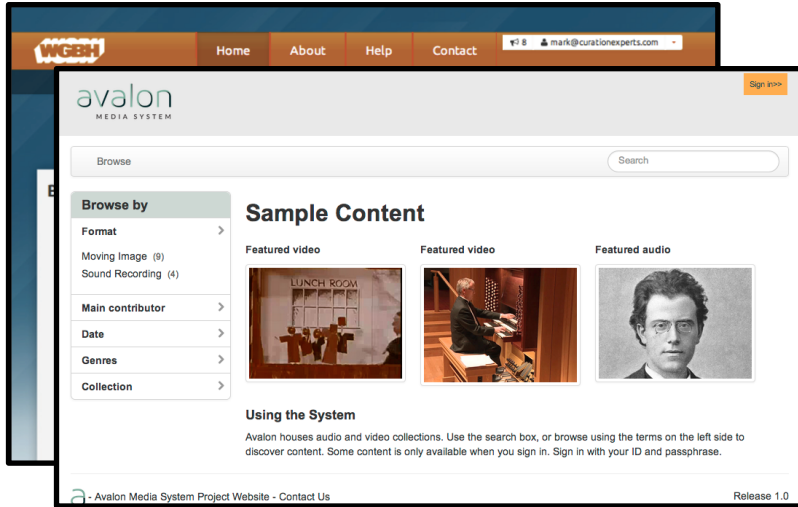 WGBH
Home About Help Contact
8 mark@curationexperts.com
avalon
MEDIA SYSTEM
Sign in>>
Browse
Search
Browse by
Format
Moving Image (9)
Sound Recording (4)
Main contributor
Date
Genres
Collection
Sample Content
Featured video
Featured video
Featured audio
LUNCH ROOM
Using the System
Avalon houses audio and video collections. Use the search box, or browse using the terms on the left side to
discover content. Some content is only available when you sign in. Sign in with your ID and passphrase.
a - Avalon Media System Project Website - Contact Us
Release 1.0